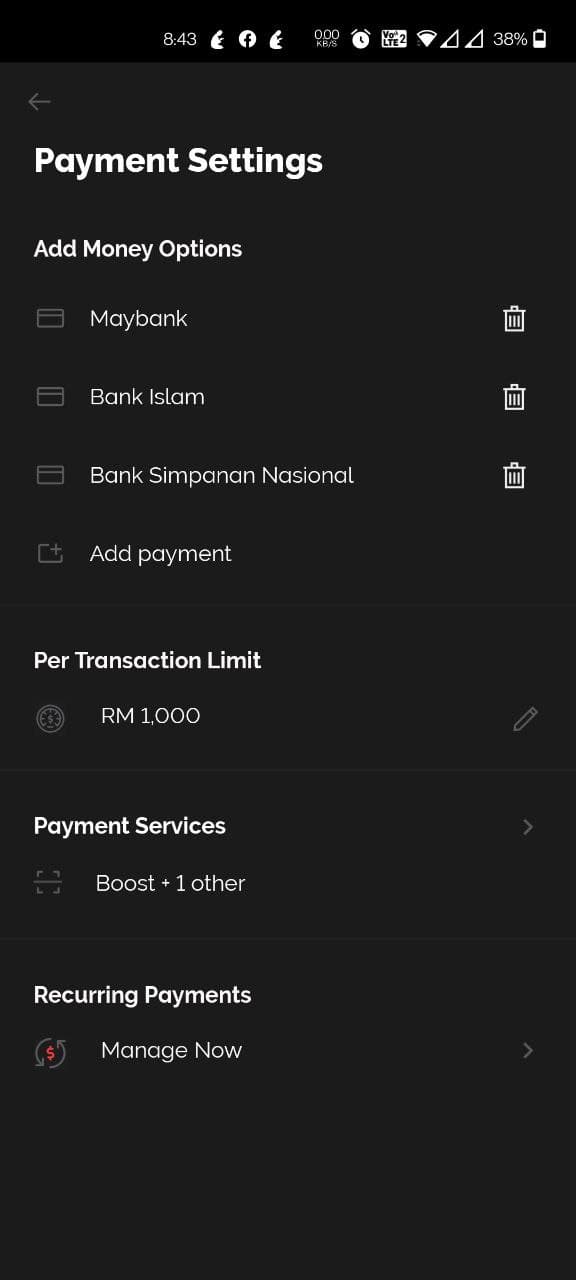 8:43 0.00 KB/S Vo LTE2 38%
Payment Settings
Add Money Options
Maybank
Bank Islam
Bank Simpanan Nasional
Add payment
Per Transaction Limit
RM 1,000
Payment Services
Boost + 1 other
Recurring Payments
Manage Now